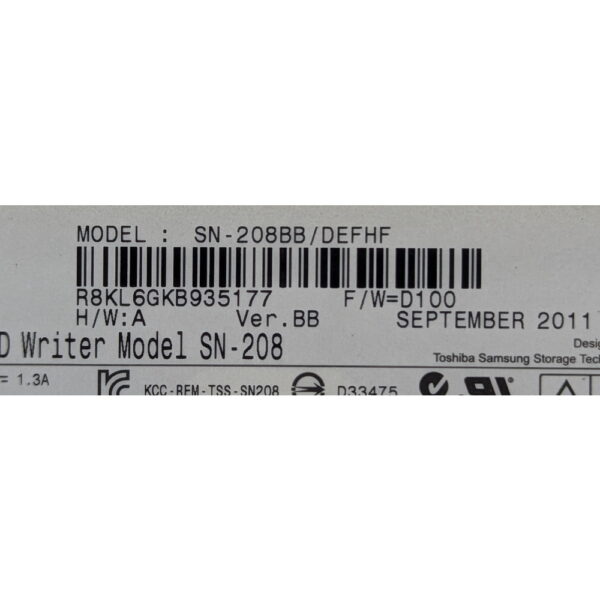 MODEL : SN-208BB/DEFHF
R8KL6GKB935177 F/W=D100
H/W:A Ver.BB SEPTEMBER 2011
D Writer Model SN-208
Desig
Toshiba Samsung Storage Tech
= 1.3A
KCC-REM-TSS-SN208 D33475